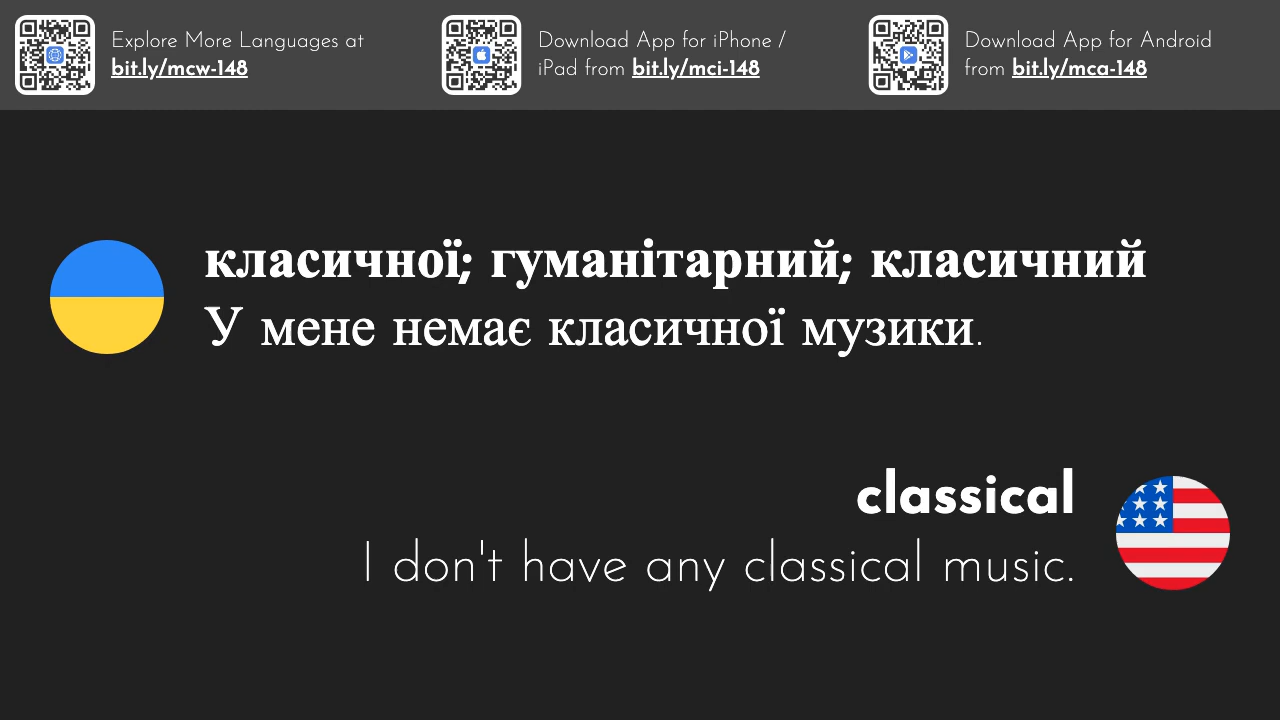 Explore More Languages at
bit.ly/mcw-148
Download App for iPhone /
iPad from bit.ly/mci-148
Download App for Android
from bit.ly/mca-148
класичної; гуманітарний; класичний
У мене немає класичної музики.
classical
I don't have any classical music.